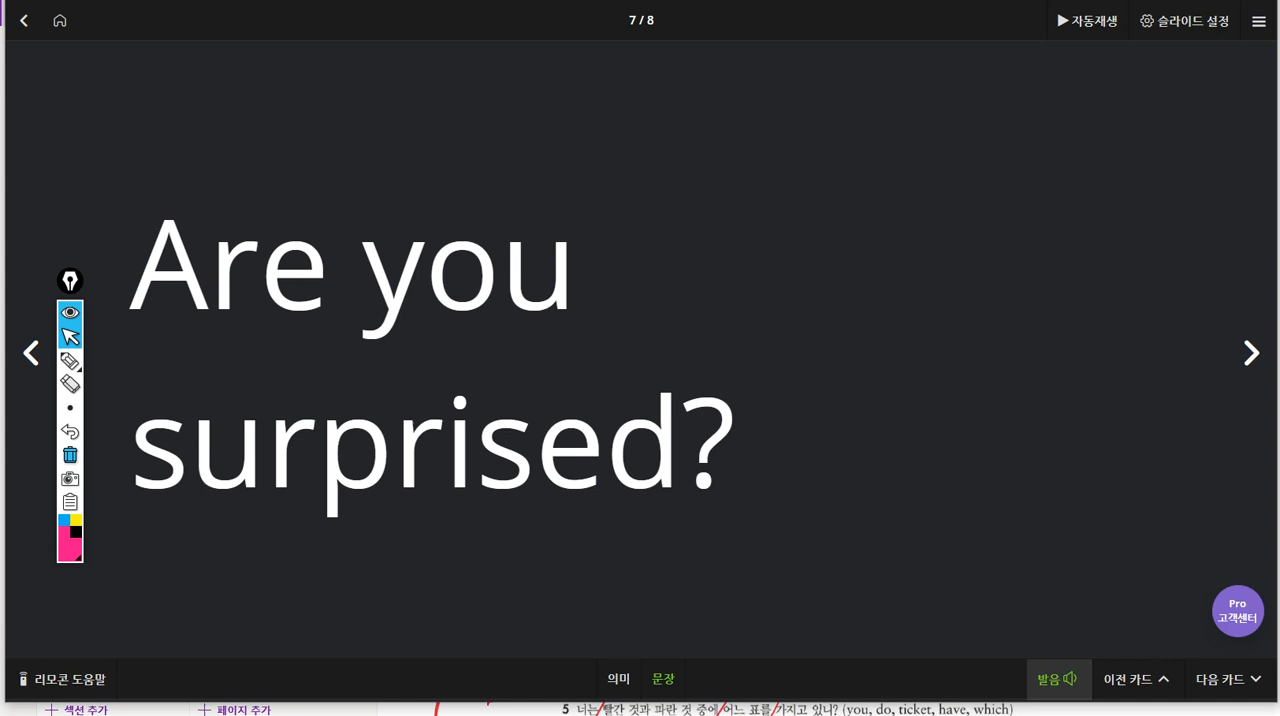 7 / 8
자동재생
슬라이드 설정
Are you
surprised?
Pro
고객센터
리모콘 도움말
의미
문장
발음
이전 카드
다음 카드
섹션 추가
페이지 추가
5 너는 빨간 것과 파란 것 중에 어느 표를 가지고 있니? (you, do, ticket, have, which)